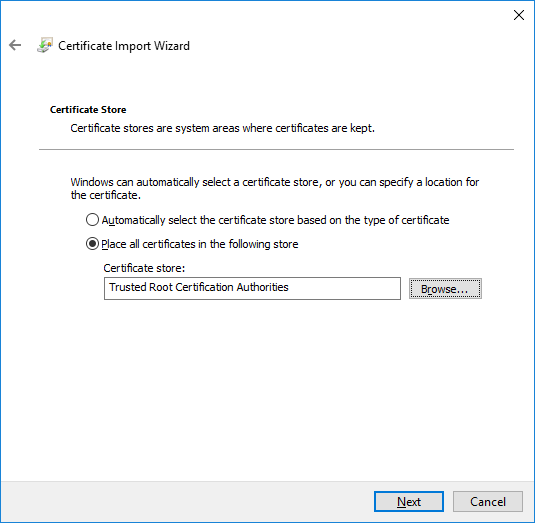 Certificate Import Wizard
Certificate Store
Certificate stores are system areas where certificates are kept.
Windows can automatically select a certificate store, or you can specify a location for
the certificate.
Automatically select the certificate store based on the type of certificate
Place all certificates in the following store
Certificate store:
Trusted Root Certification Authorities
Browse...
Next
Cancel